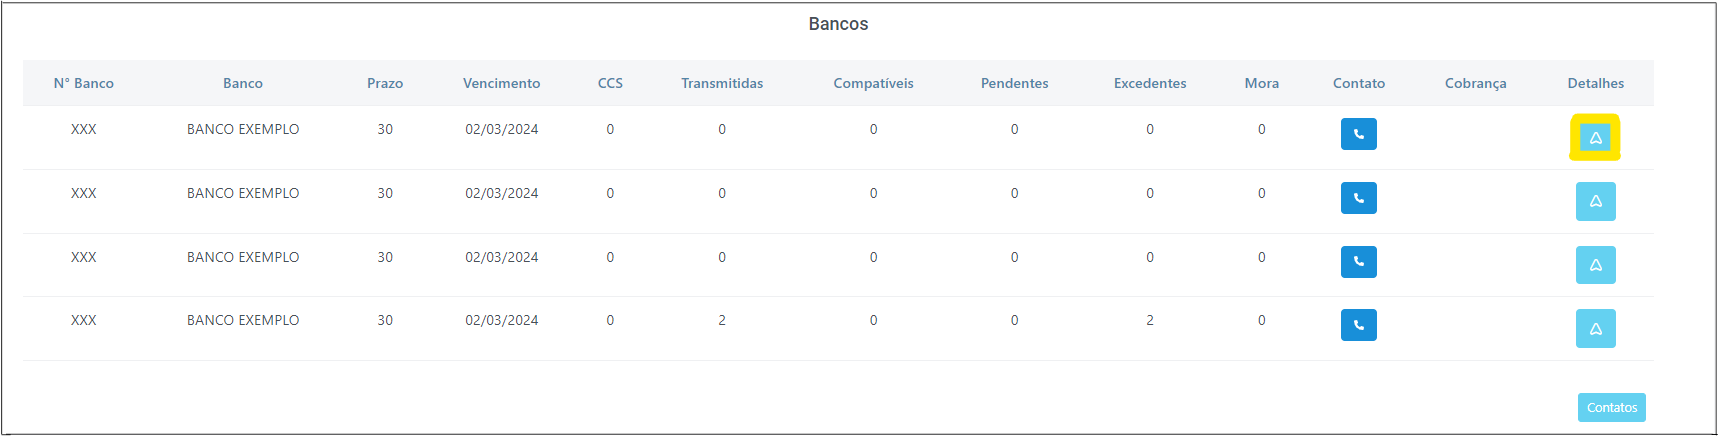 Bancos
N° Banco Banco Prazo Vencimento CCS Transmitidas Compatíveis Pendentes Excedentes Mora Contato Cobrança Detalhes
XXX BANCO EXEMPLO 30 02/03/2024 0 0 0 0 0 0
XXX BANCO EXEMPLO 30 02/03/2024 0 0 0 0 0 0
XXX BANCO EXEMPLO 30 02/03/2024 0 0 0 0 0 0
XXX BANCO EXEMPLO 30 02/03/2024 0 2 0 0 2 0
Contatos